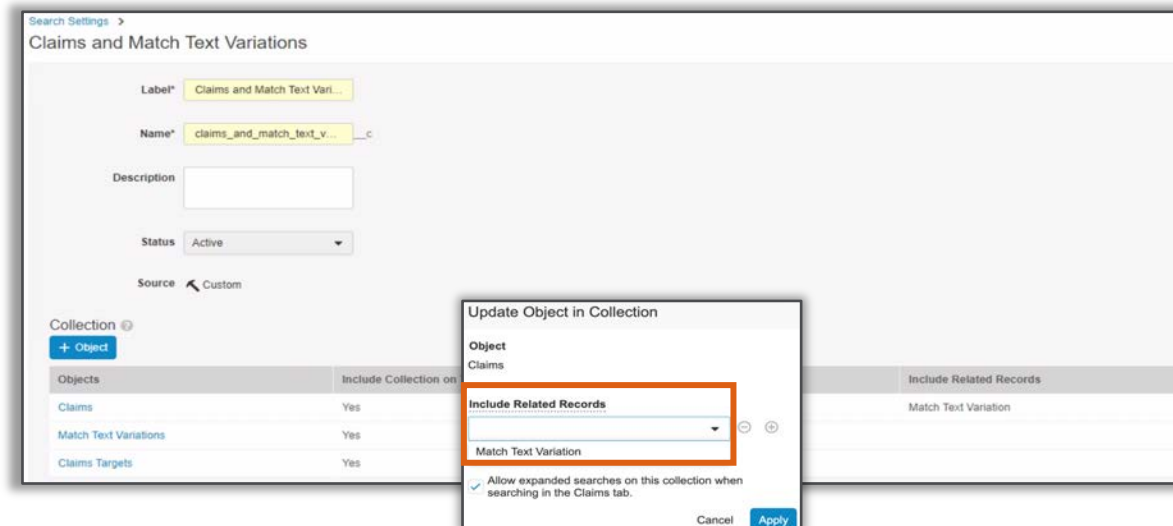 Search Settings >
Claims and Match Text Variations
Label* Claims and Match Text Vari...
Name* claims_and_match_text_v... __c
Description
Status Active
Source Custom
Collection
+ Object
Objects Include Collection on Include Related Records
Claims Yes Match Text Variation
Match Text Variations Yes
Claims Targets Yes
Update Object in Collection
Object
Claims
Include Related Records
Match Text Variation
Allow expanded searches on this collection when
searching in the Claims tab.
Cancel Apply